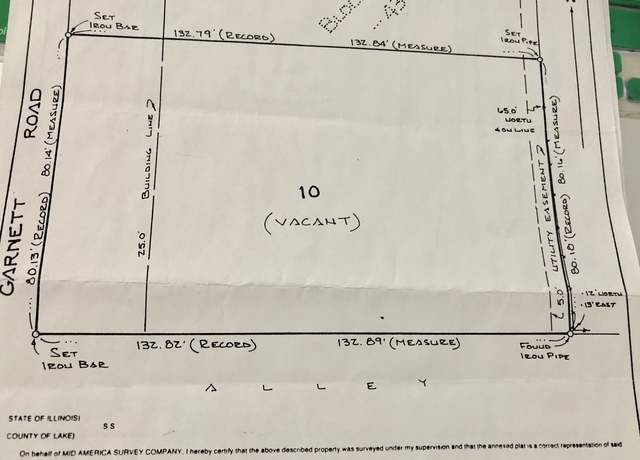 SET
IRON BAR
132.79' (RECORD)
132.84' (MEASURE)
SET
IRON PIPE
GARNETT ROAD
80.13' (RECORD)
80.14' (MEASURE)
25.0'
BUILDING LINE
10
(VACANT)
NORTH
& ON LINE
5.0' UTILITY EASEMENT
80.10' (RECORD)
80.16' (MEASURE)
.12' NORTH
.13' EAST
132.82' (RECORD)
132.89' (MEASURE)
SET
IRON BAR
FOUND
IRON PIPE
ALLEY
STATE OF ILLINOIS)
S S
COUNTY OF LAKE)
On behalf of MID AMERICA SURVEY COMPANY, I hereby certify that the above described property was surveyed under my supervision and that the annexed plat is a correct representation of said